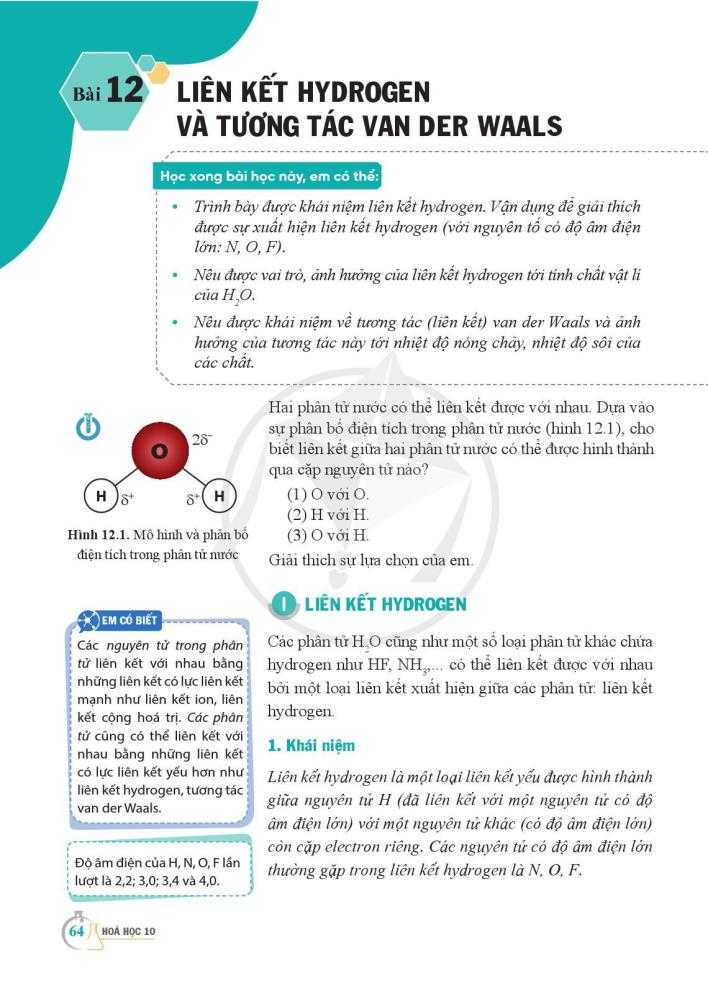 Bài 12
LIÊN KẾT HYDROGEN
VÀ TƯƠNG TÁC VAN DER WAALS
Học xong bài học này, em có thể:
• Trình bày được khái niệm liên kết hydrogen. Vận dụng để giải thích
được sự xuất hiện liên kết hydrogen (với nguyên tố có độ âm điện
lớn: N, O, F).
• Nêu được vai trò, ảnh hưởng của liên kết hydrogen tới tính chất vật lí
của H₂O.
• Nêu được khái niệm về tương tác (liên kết) van der Waals và ảnh
hưởng của tương tác này tới nhiệt độ nóng chảy, nhiệt độ sôi của
các chất.
O
2δ⁻
H
δ⁺
δ⁺
H
Hình 12.1. Mô hình và phân bố
điện tích trong phân tử nước
Hai phân tử nước có thể liên kết được với nhau. Dựa vào
sự phân bố điện tích trong phân tử nước (hình 12.1), cho
biết liên kết giữa hai phân tử nước có thể được hình thành
qua cặp nguyên tử nào?
(1) O với O.
(2) H với H.
(3) O với H.
Giải thích sự lựa chọn của em.
I LIÊN KẾT HYDROGEN
Các phân tử H₂O cũng như một số loại phân tử khác chứa
hydrogen như HF, NH₃,... có thể liên kết được với nhau
bởi một loại liên kết xuất hiện giữa các phân tử: liên kết
hydrogen.
1. Khái niệm
Liên kết hydrogen là một loại liên kết yếu được hình thành
giữa nguyên tử H (đã liên kết với một nguyên tử có độ
âm điện lớn) với một nguyên tử khác (có độ âm điện lớn)
còn cặp electron riêng. Các nguyên tử có độ âm điện lớn
thường gặp trong liên kết hydrogen là N, O, F.
EM CÓ BIẾT
Các nguyên tử trong phân
tử liên kết với nhau bằng
những liên kết có lực liên kết
mạnh như liên kết ion, liên
kết cộng hoá trị. Các phân
tử cũng có thể liên kết với
nhau bằng những liên kết
có lực liên kết yếu hơn như
liên kết hydrogen, tương tác
van der Waals.
Độ âm điện của H, N, O, F lần
lượt là 2,2; 3,0; 3,4 và 4,0.
64 HOÁ HỌC 10